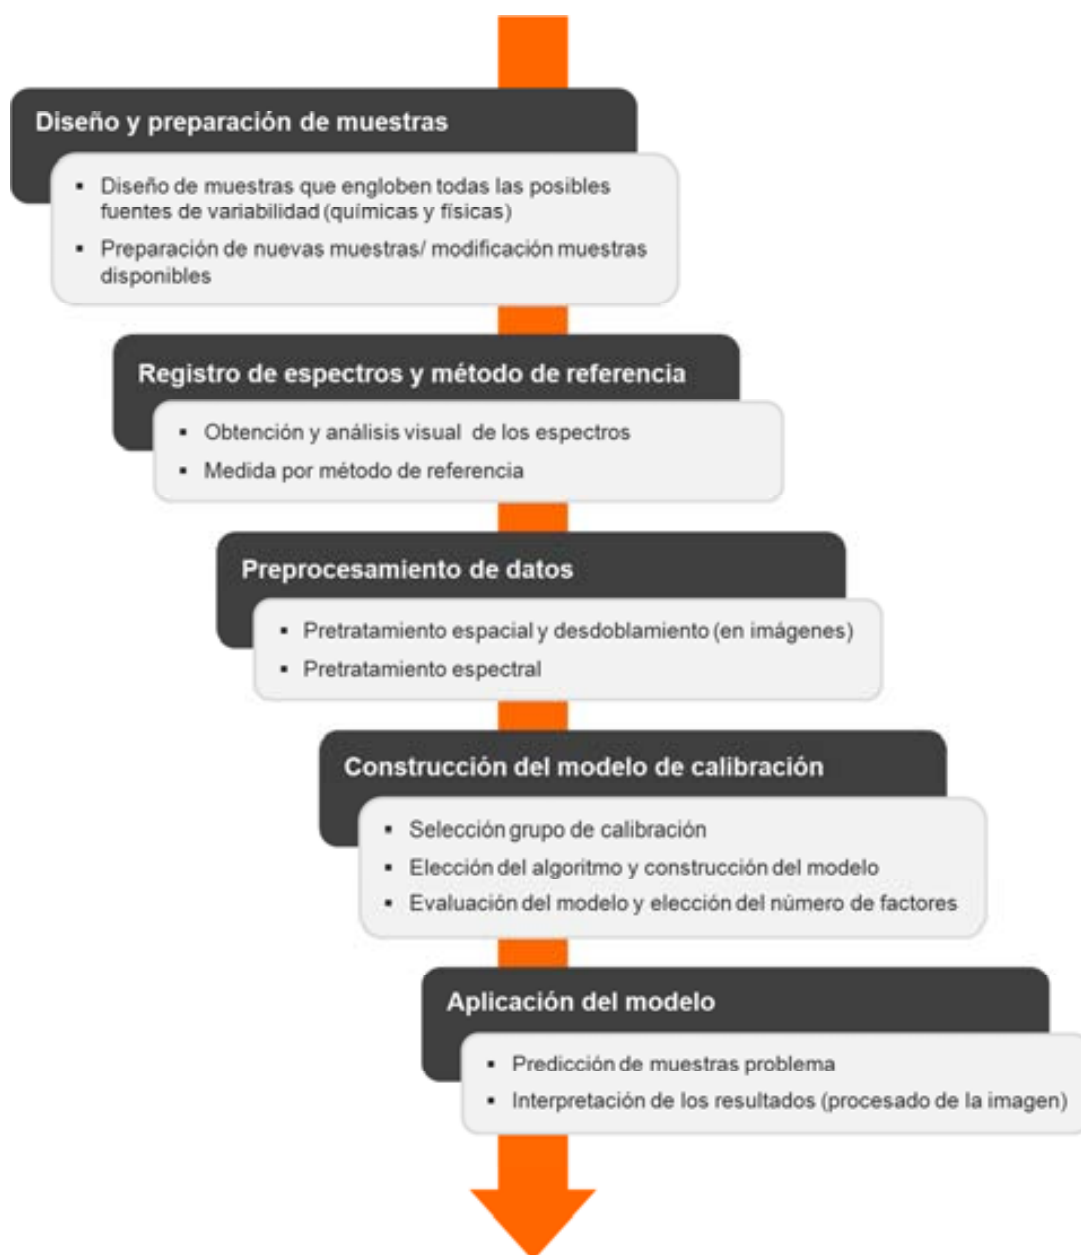 Diseño y preparación de muestras
▪ Diseño de muestras que engloben todas las posibles
fuentes de variabilidad (químicas y físicas)
▪ Preparación de nuevas muestras/ modificación muestras
disponibles
Registro de espectros y método de referencia
▪ Obtención y análisis visual de los espectros
▪ Medida por método de referencia
Preprocesamiento de datos
▪ Pretratamiento espacial y desdoblamiento (en imágenes)
▪ Pretratamiento espectral
Construcción del modelo de calibración
▪ Selección grupo de calibración
▪ Elección del algoritmo y construcción del modelo
▪ Evaluación del modelo y elección del número de factores
Aplicación del modelo
▪ Predicción de muestras problema
▪ Interpretación de los resultados (procesado de la imagen)